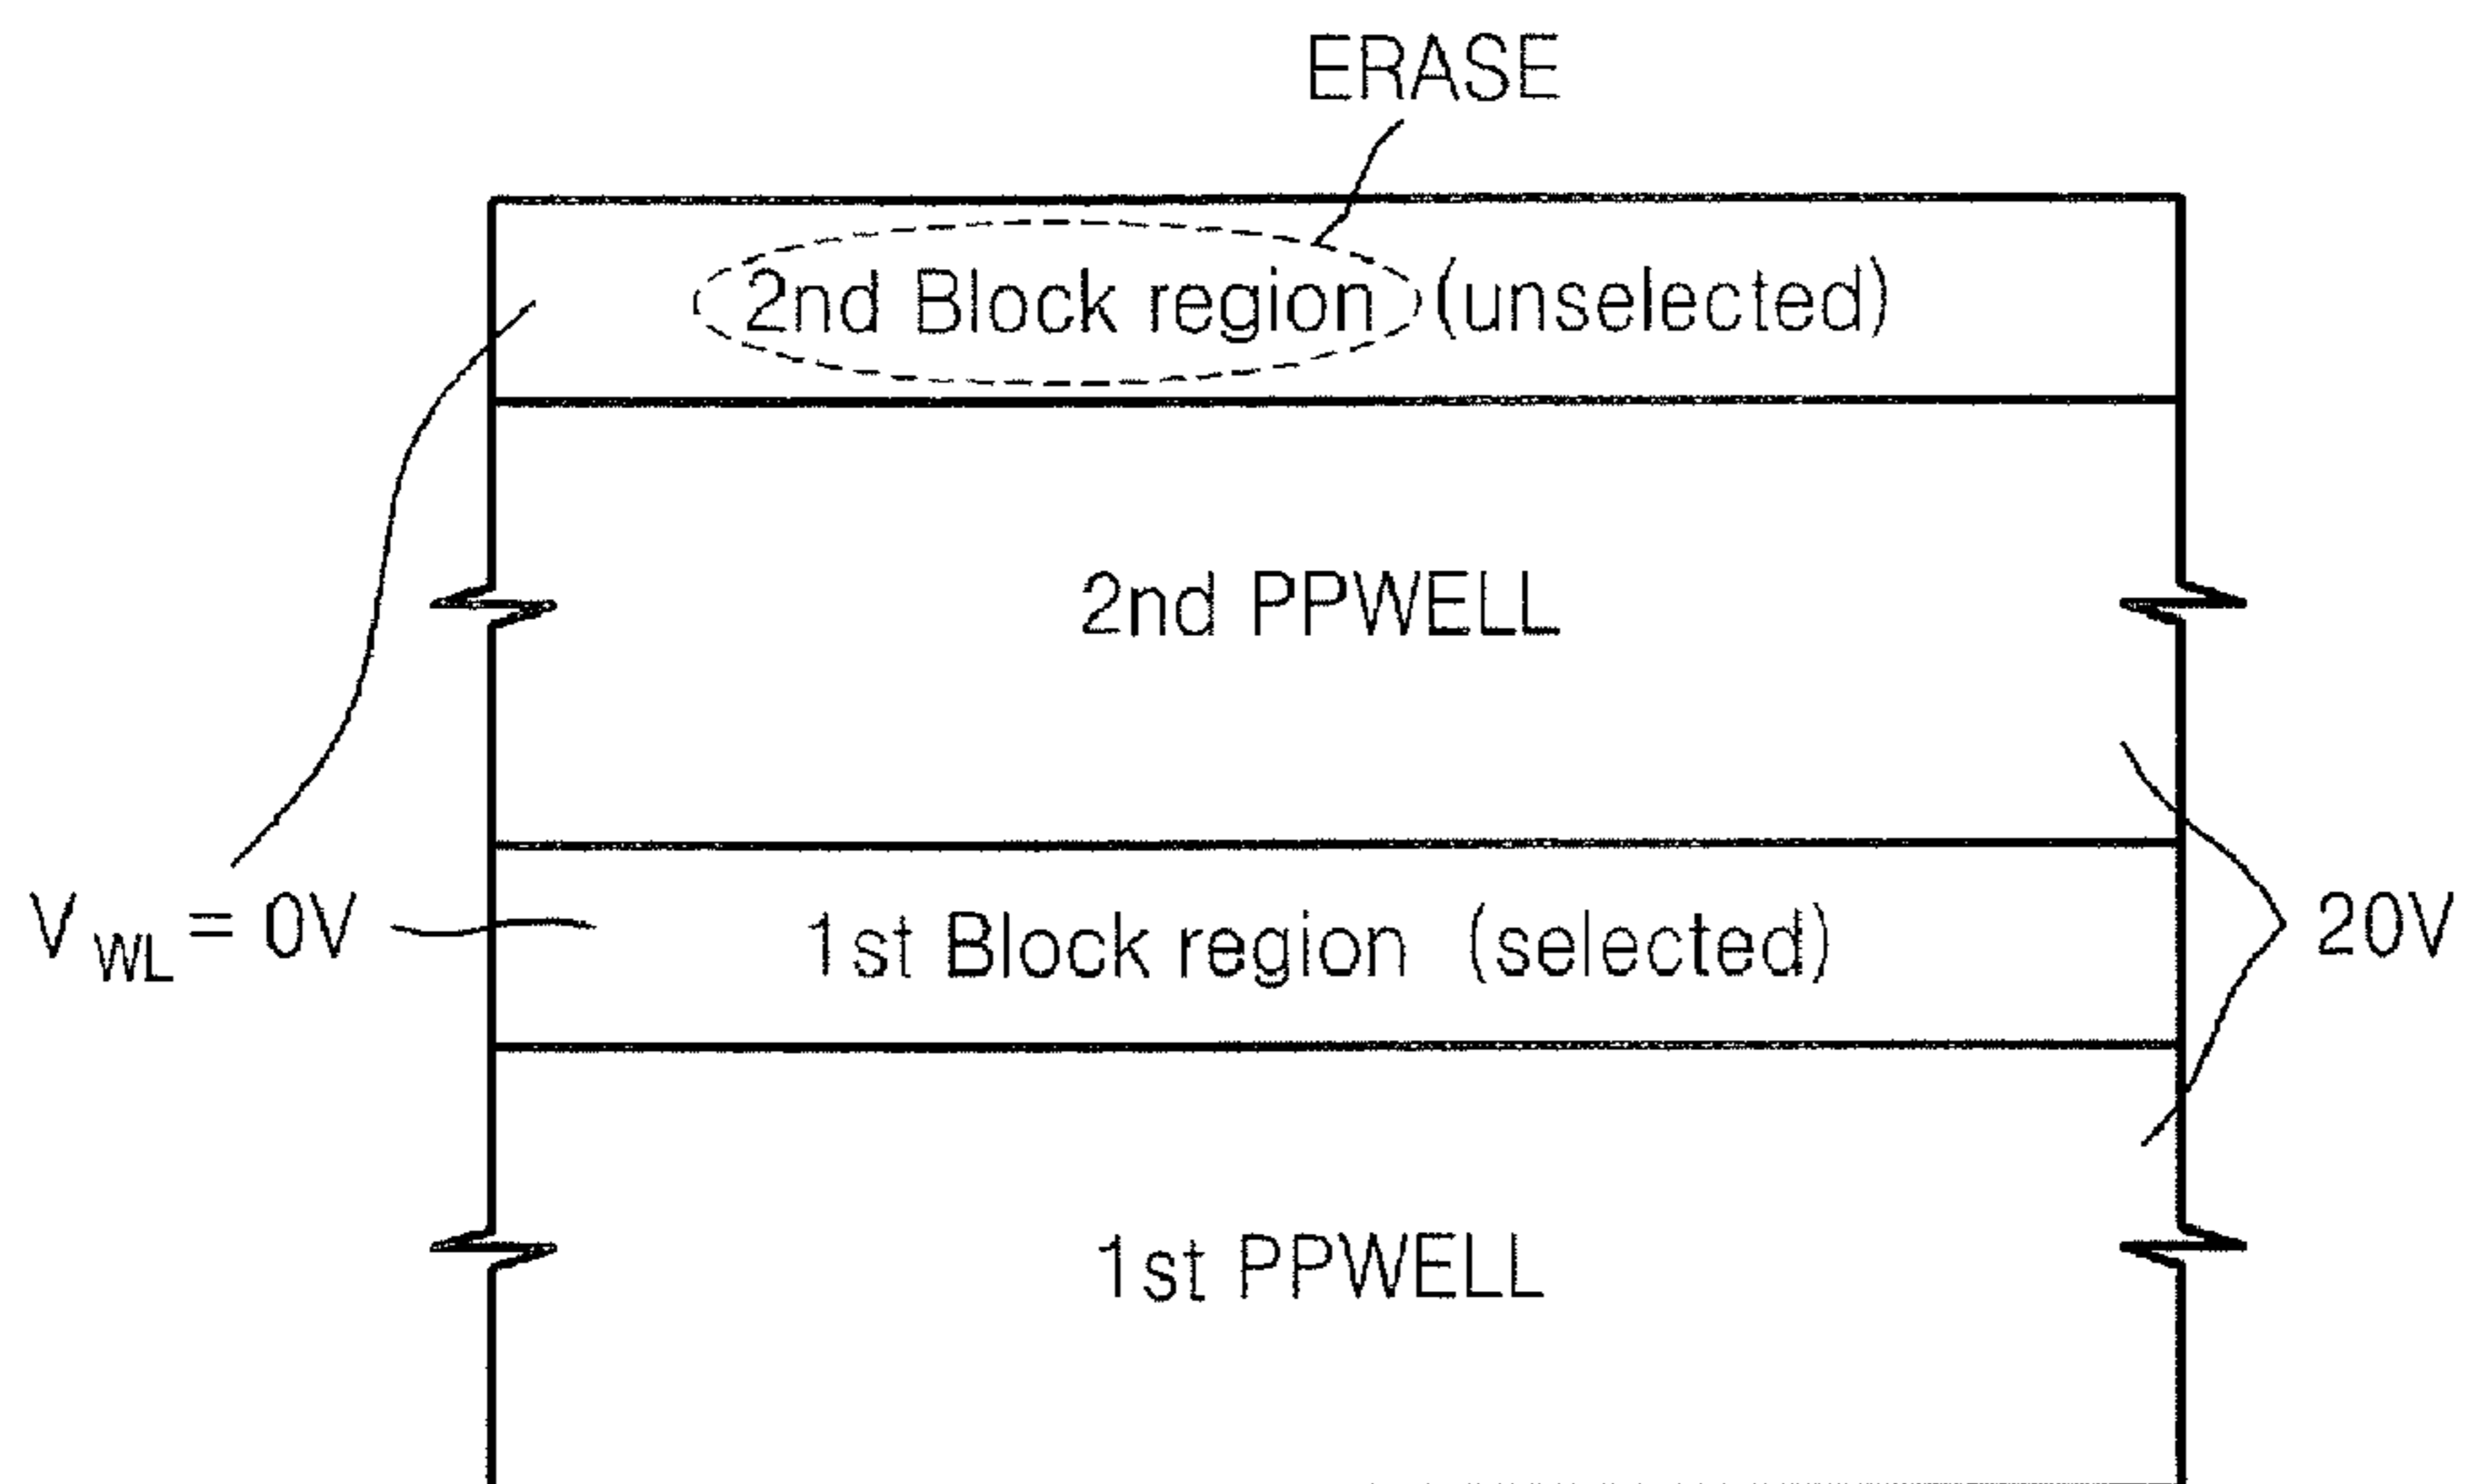 ERASE
2nd Block region (unselected)
2nd PPWELL
V WL = 0V
1st Block region (selected)
20V
1st PPWELL